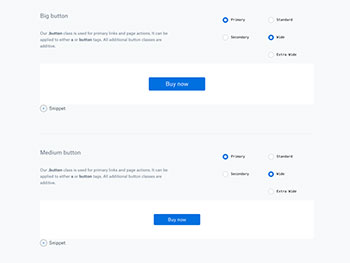 Big button
Primary
Standard
Our .button class is used for primary links and page actions. It can be
applied to either a or button tags. All additional button classes are
additive.
Secondary
Wide
Extra Wide
Buy now
Snippet
Medium button
Primary
Standard
Our .button class is used for primary links and page actions. It can be
applied to either a or button tags. All additional button classes are
additive.
Secondary
Wide
Extra Wide
Buy now
Snippet